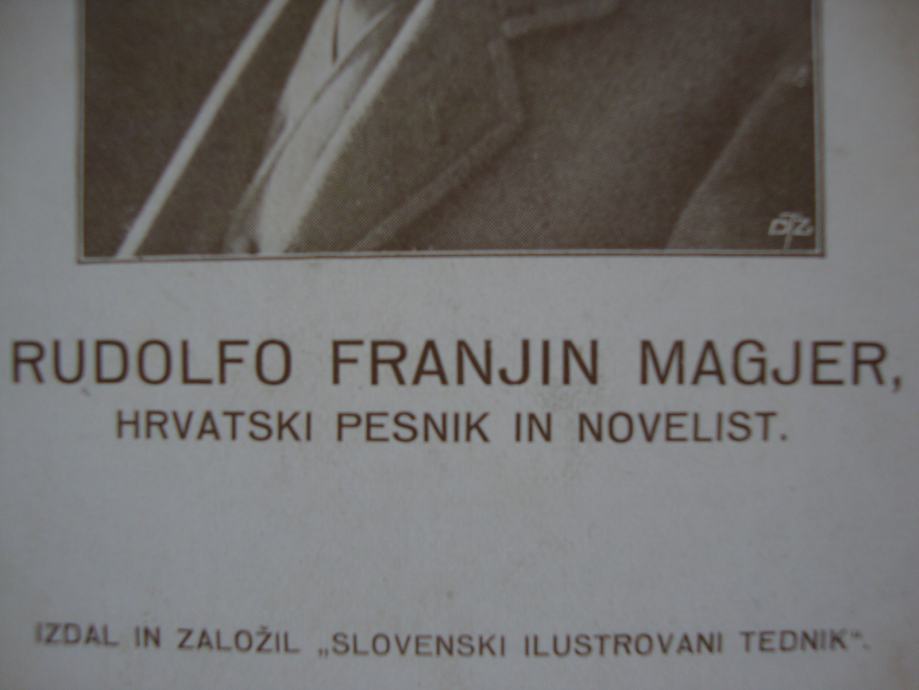 RUDOLFO FRANJIN MAGJER,
HRVATSKI PESNIK IN NOVELIST.
IZDAL IN ZALOŽIL „SLOVENSKI ILUSTROVANI TEDNIK“.